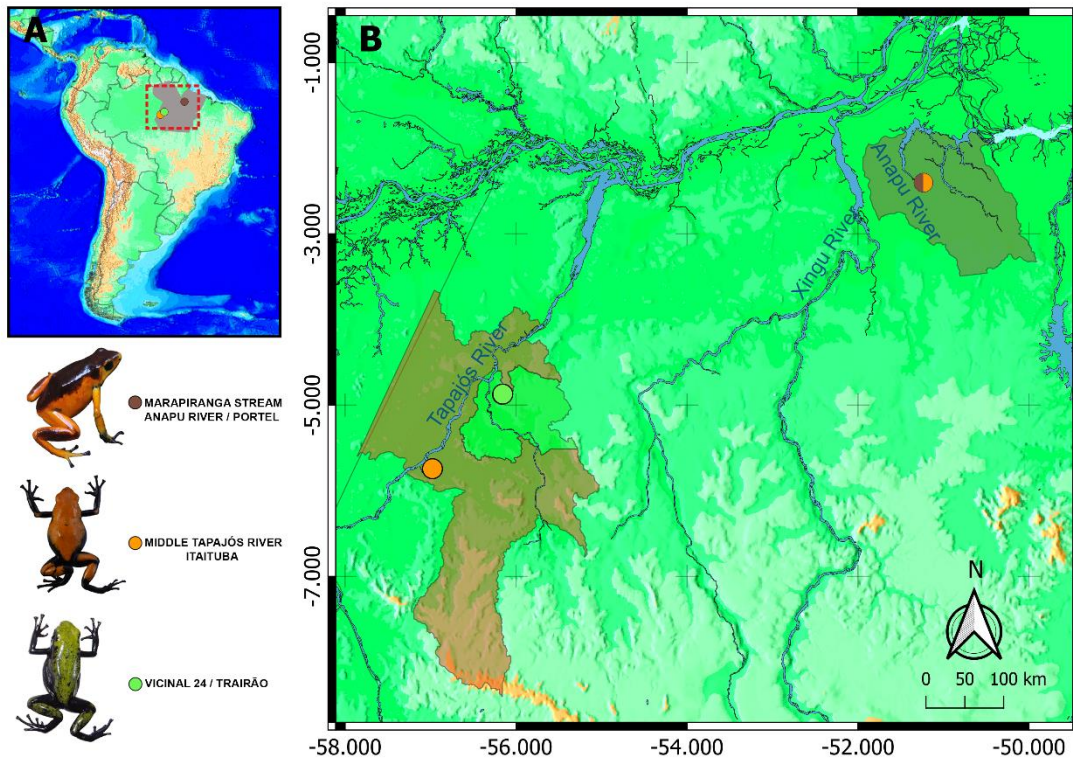 A
B
-1.000
-3.000
-5.000
-7.000
Anapu River
Xingu River
Tapajós River
MARAPIRANGA STREAM
ANAPU RIVER / PORTEL
MIDDLE TAPAJÓS RIVER
ITAITUBA
VICINAL 24 / TRAIRÃO
N
0 50 100 km
-58.000 -56.000 -54.000 -52.000 -50.000